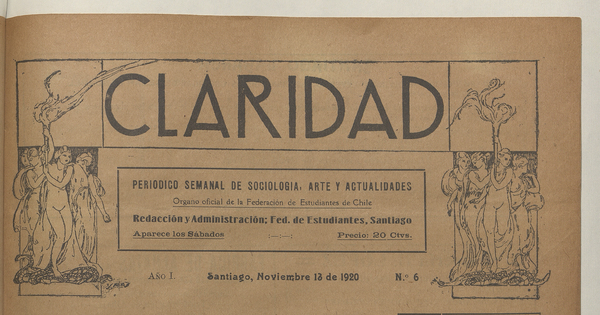 CLARIDAD
PERIODICO SEMANAL DE SOCIOLOGIA, ARTE Y ACTUALIDADES
Organo oficial de la Federación de Estudiantes de Chile
Redacción y Administración: Fed. de Estudiantes, Santiago
Aparece los Sábados :—:—: Precio: 20 Ctvs.
Año I. Santiago, Noviembre 13 de 1920 N.º 6